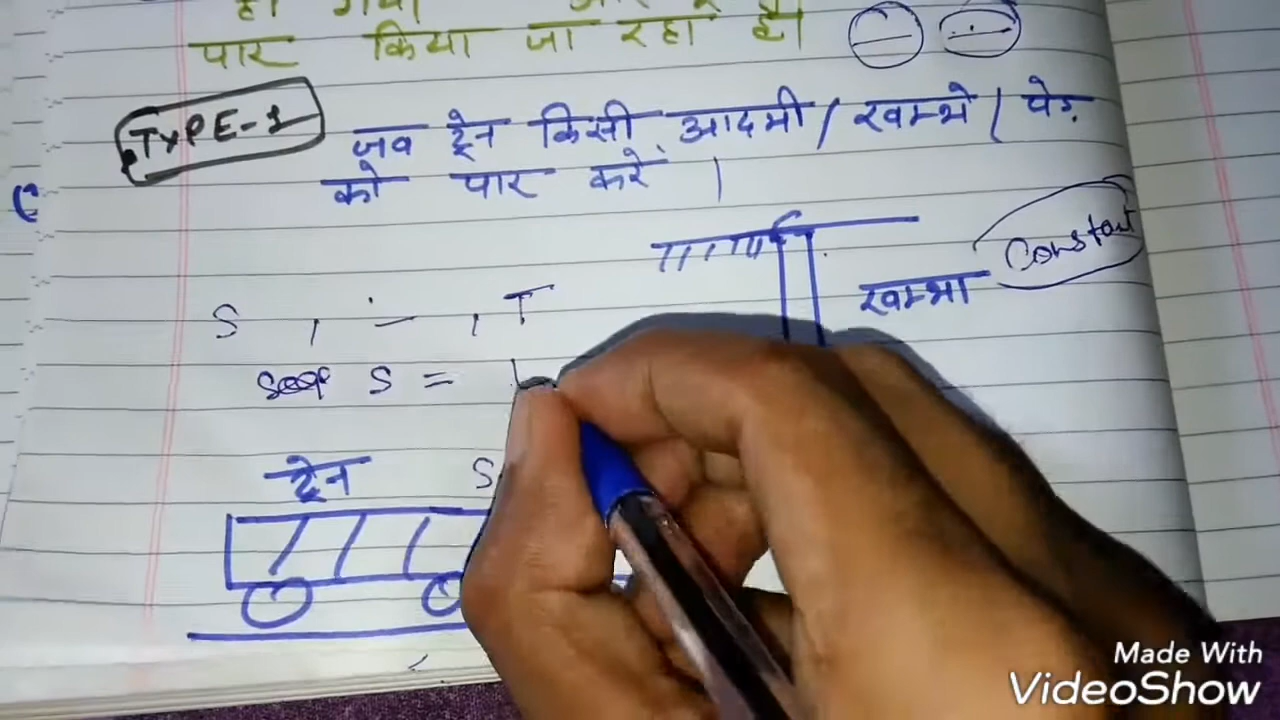 पार किया जा रहा है।
TYPE-1
जब ट्रेन किसी आदमी / खम्भे / पेड़
को पार करे ।
Constant
खम्भा
S , - , T
S =
ट्रेन S
Made With
VideoShow